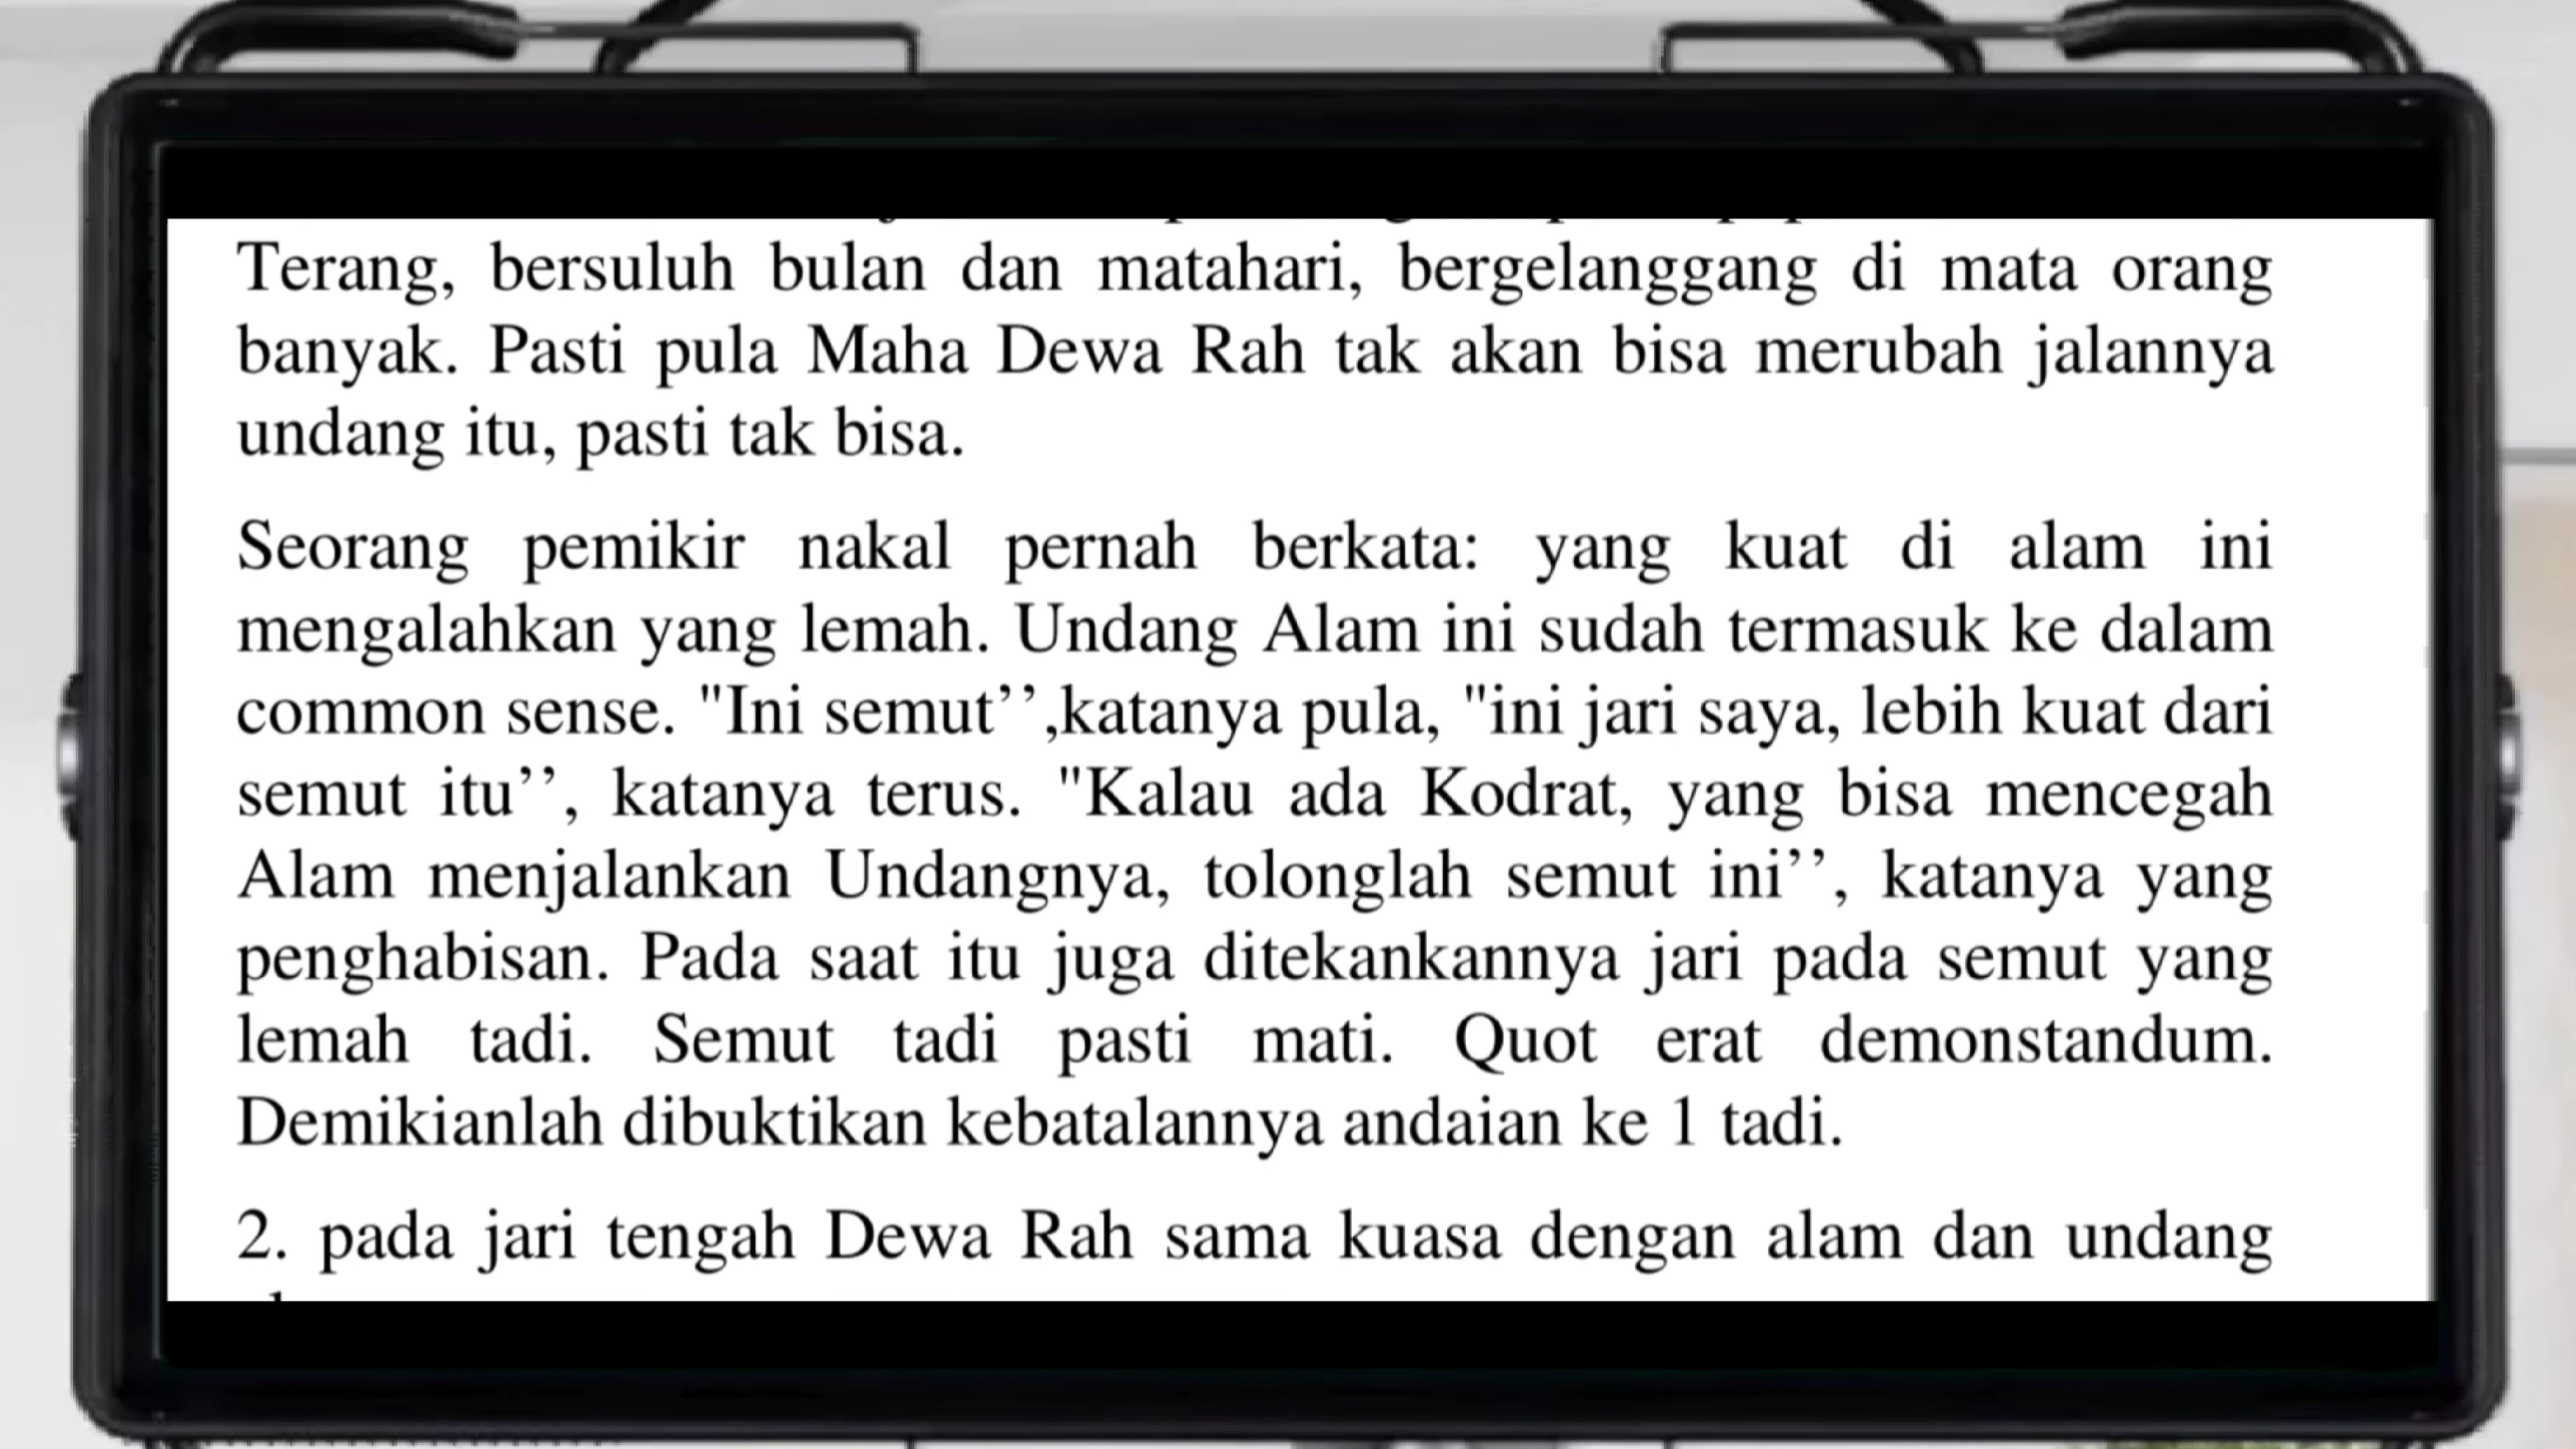 Terang, bersuluh bulan dan matahari, bergelanggang di mata orang
banyak. Pasti pula Maha Dewa Rah tak akan bisa merubah jalannya
undang itu, pasti tak bisa.
Seorang pemikir nakal pernah berkata: yang kuat di alam ini
mengalahkan yang lemah. Undang Alam ini sudah termasuk ke dalam
common sense. "Ini semut’’,katanya pula, "ini jari saya, lebih kuat dari
semut itu’’, katanya terus. "Kalau ada Kodrat, yang bisa mencegah
Alam menjalankan Undangnya, tolonglah semut ini’’, katanya yang
penghabisan. Pada saat itu juga ditekankannya jari pada semut yang
lemah tadi. Semut tadi pasti mati. Quot erat demonstandum.
Demikianlah dibuktikan kebatalannya andaian ke 1 tadi.
2. pada jari tengah Dewa Rah sama kuasa dengan alam dan undang